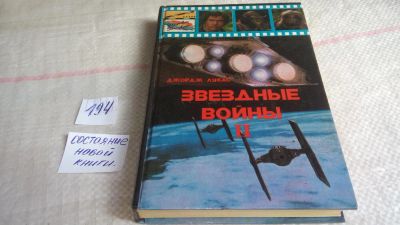 ДЖОРДЖ ЛУКАС
ЗВЕЗДНЫЕ
ВОЙНЫ
II
194
СОСТОЯНИЕ
НОВОЙ
КНИГИ.